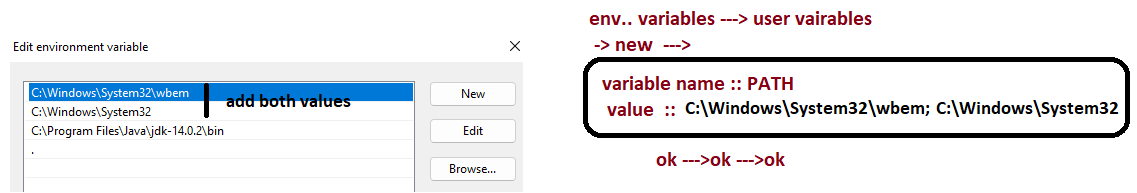 Edit environment variable
C:\Windows\System32\wbem
C:\Windows\System32
C:\Program Files\Java\jdk-14.0.2\bin
.
add both values
New
Edit
Browse...
env.. variables ---> user vairables
-> new --->
variable name :: PATH
value :: C:\Windows\System32\wbem; C:\Windows\System32
ok --->ok --->ok